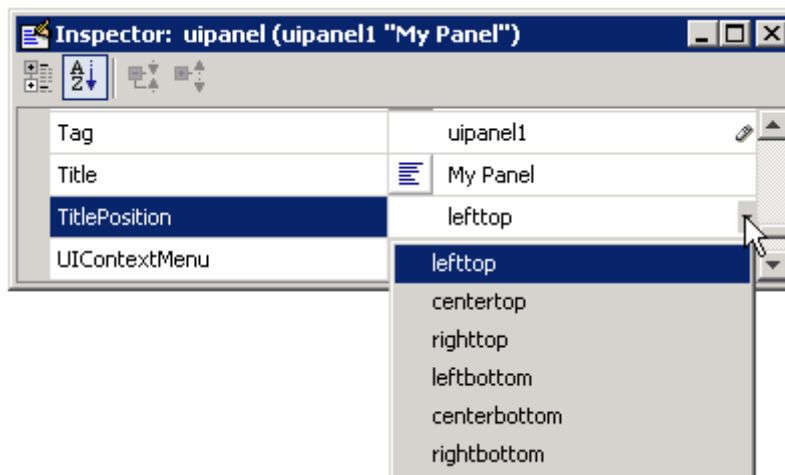 Inspector: uipanel (uipanel1 "My Panel")
A Z
Tag uipanel1
Title My Panel
TitlePosition lefttop
UIContextMenu
lefttop
centertop
righttop
leftbottom
centerbottom
rightbottom